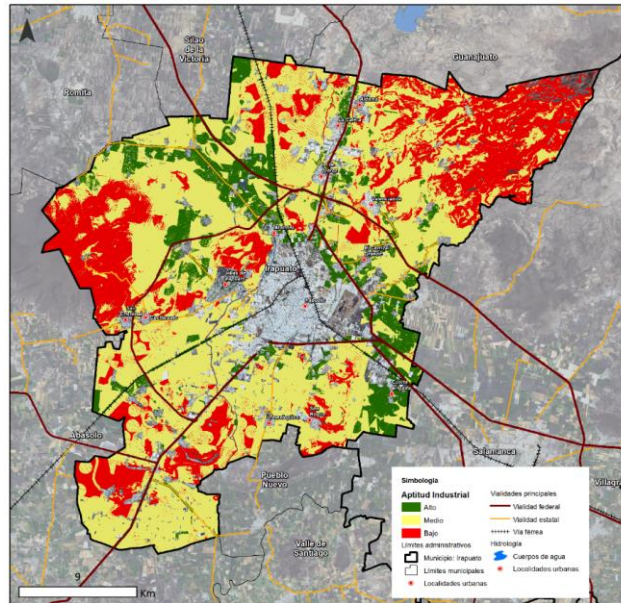 N
Silao
de la
Victoria
Guanajuato
Romita
Irapuato
Abasolo
Salamanca
Pueblo
Nuevo
Villagr
Valle de
Santiago
9
Km
Simbología
Aptitud Industrial
Alto
Medio
Bajo
Límites administrativos
Municipio: Irapuato
Límites municipales
Localidades urbanas
Vialidades principales
Vialidad federal
Vialidad estatal
Vía férrea
Hidrología
Cuerpos de agua
Localidades urbanas